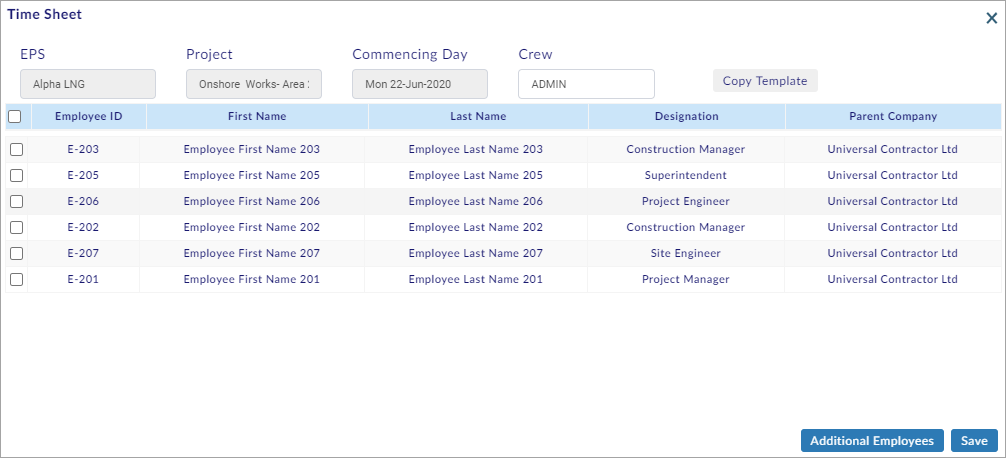 Time Sheet
EPS Project Commencing Day Crew
Alpha LNG Onshore Works- Area Mon 22-Jun-2020 ADMIN Copy Template
Employee ID First Name Last Name Designation Parent Company
E-203 Employee First Name 203 Employee Last Name 203 Construction Manager Universal Contractor Ltd
E-205 Employee First Name 205 Employee Last Name 205 Superintendent Universal Contractor Ltd
E-206 Employee First Name 206 Employee Last Name 206 Project Engineer Universal Contractor Ltd
E-202 Employee First Name 202 Employee Last Name 202 Construction Manager Universal Contractor Ltd
E-207 Employee First Name 207 Employee Last Name 207 Site Engineer Universal Contractor Ltd
E-201 Employee First Name 201 Employee Last Name 201 Project Manager Universal Contractor Ltd
Additional Employees Save